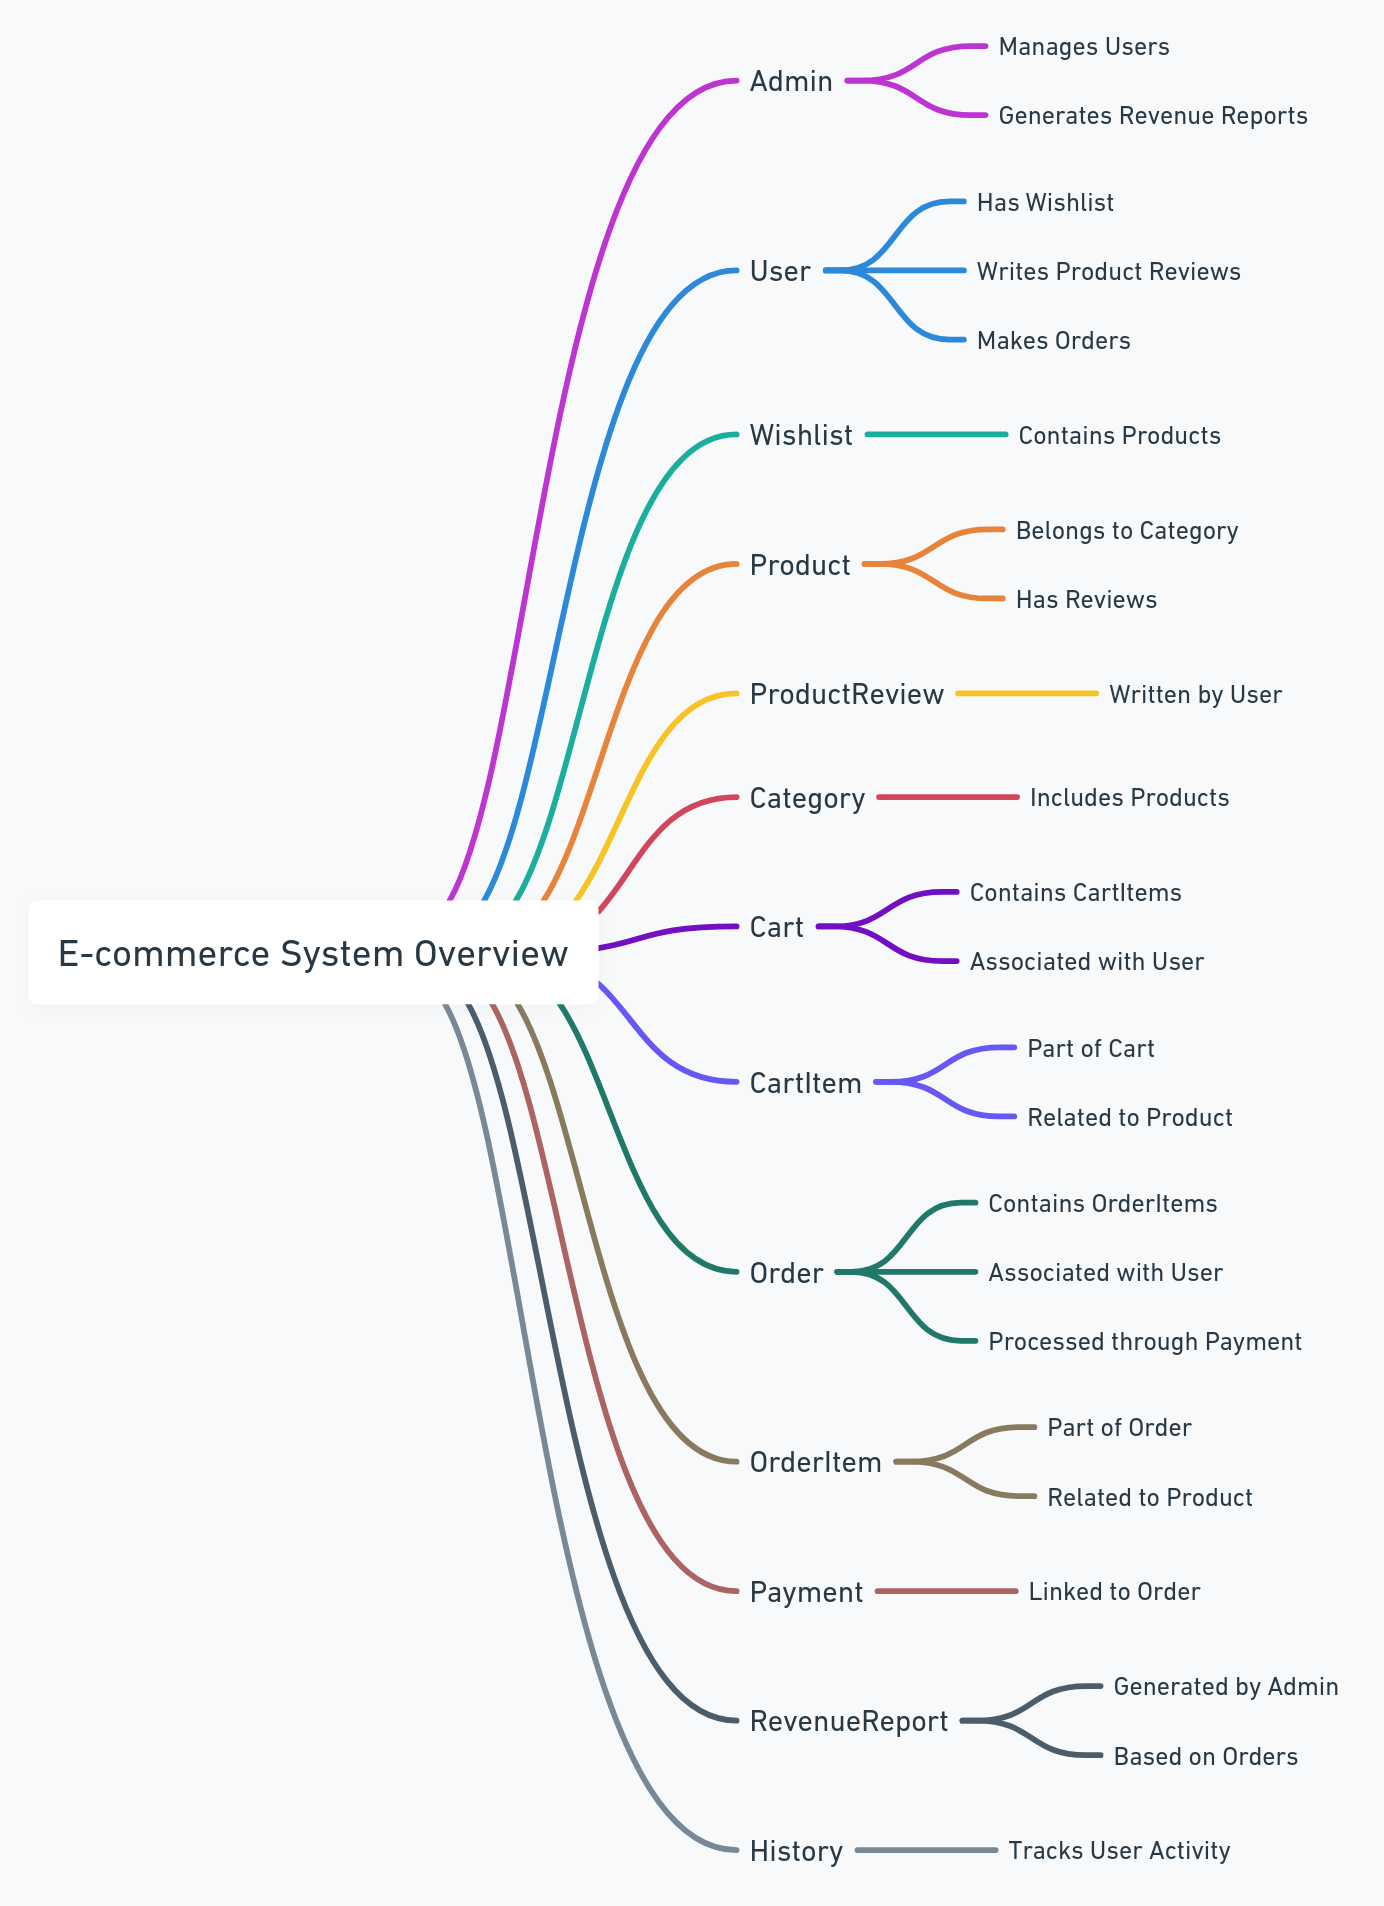 E-commerce System Overview
Admin
Manages Users
Generates Revenue Reports
User
Has Wishlist
Writes Product Reviews
Makes Orders
Wishlist
Contains Products
Product
Belongs to Category
Has Reviews
ProductReview
Written by User
Category
Includes Products
Cart
Contains CartItems
Associated with User
CartItem
Part of Cart
Related to Product
Order
Contains OrderItems
Associated with User
Processed through Payment
OrderItem
Part of Order
Related to Product
Payment
Linked to Order
RevenueReport
Generated by Admin
Based on Orders
History
Tracks User Activity